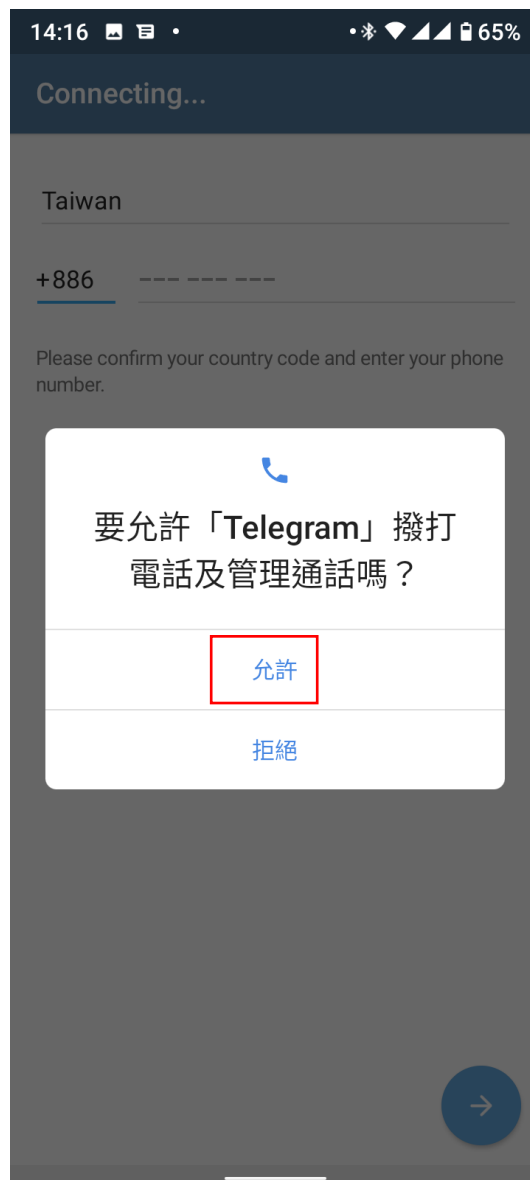 14:16 65%
Connecting...
Taiwan
+886 --- --- ---
Please confirm your country code and enter your phone
number.
要允許「Telegram」撥打
電話及管理通話嗎？
允許
拒絕